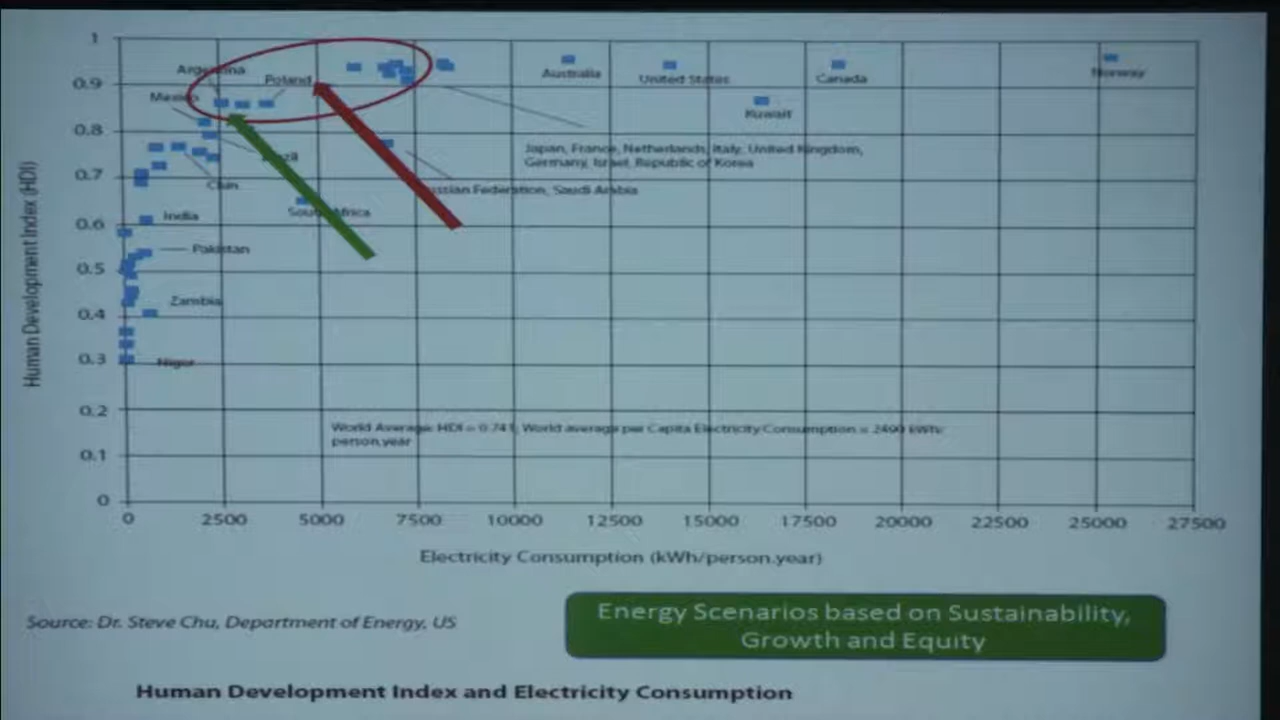 1
0.9
0.8
0.7
0.6
0.5
0.4
0.3
0.2
0.1
0
Human Development Index (HDI)
Argentina
Poland
Mexico
Brazil
India
Pakistan
Zambia
Niger
South Africa
Australia
United States
Canada
Norway
Kuwait
Japan, France, Netherlands, Italy, United Kingdom,
Germany, Israel, Republic of Korea
Federation, Saudi Arabia
World Average: HDI = 0.741, World average per Capita Electricity Consumption = 2490 kWh/
person.year
0 2500 5000 7500 10000 12500 15000 17500 20000 22500 25000 27500
Electricity Consumption (kWh/person.year)
Source: Dr. Steve Chu, Department of Energy, US
Energy Scenarios based on Sustainability,
Growth and Equity
Human Development Index and Electricity Consumption